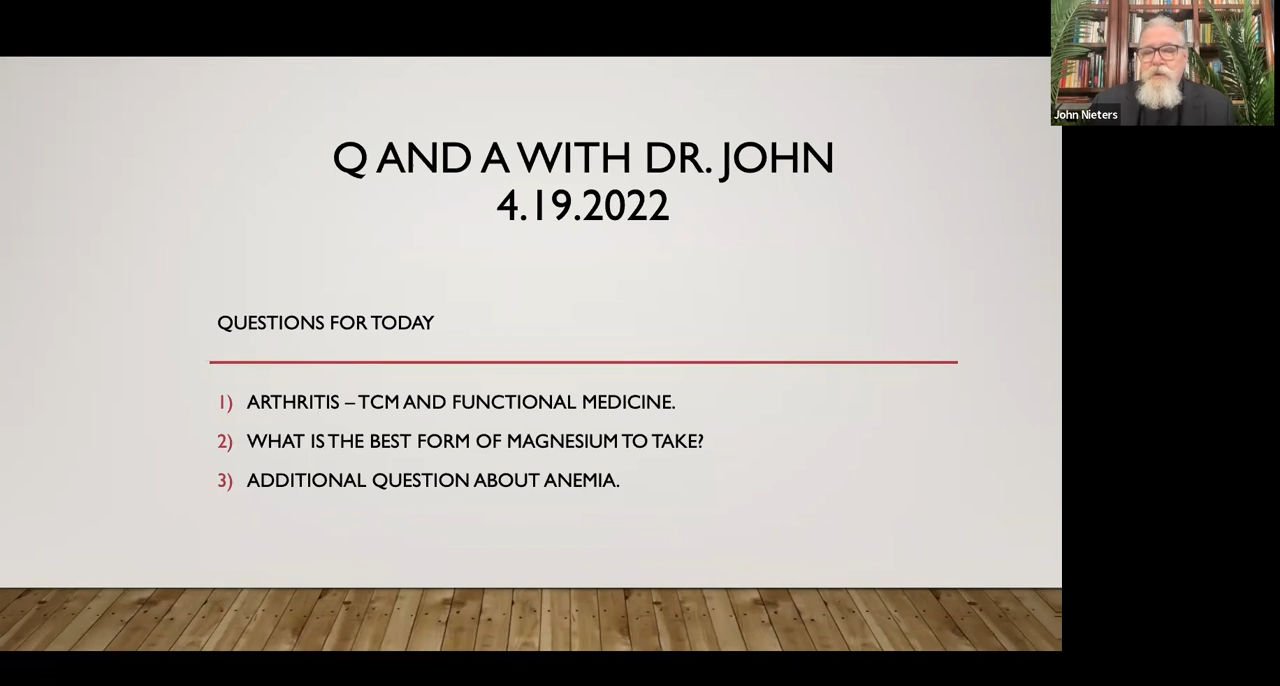 Q AND A WITH DR. JOHN
4.19.2022
QUESTIONS FOR TODAY
1) ARTHRITIS – TCM AND FUNCTIONAL MEDICINE.
2) WHAT IS THE BEST FORM OF MAGNESIUM TO TAKE?
3) ADDITIONAL QUESTION ABOUT ANEMIA.
John Nieters